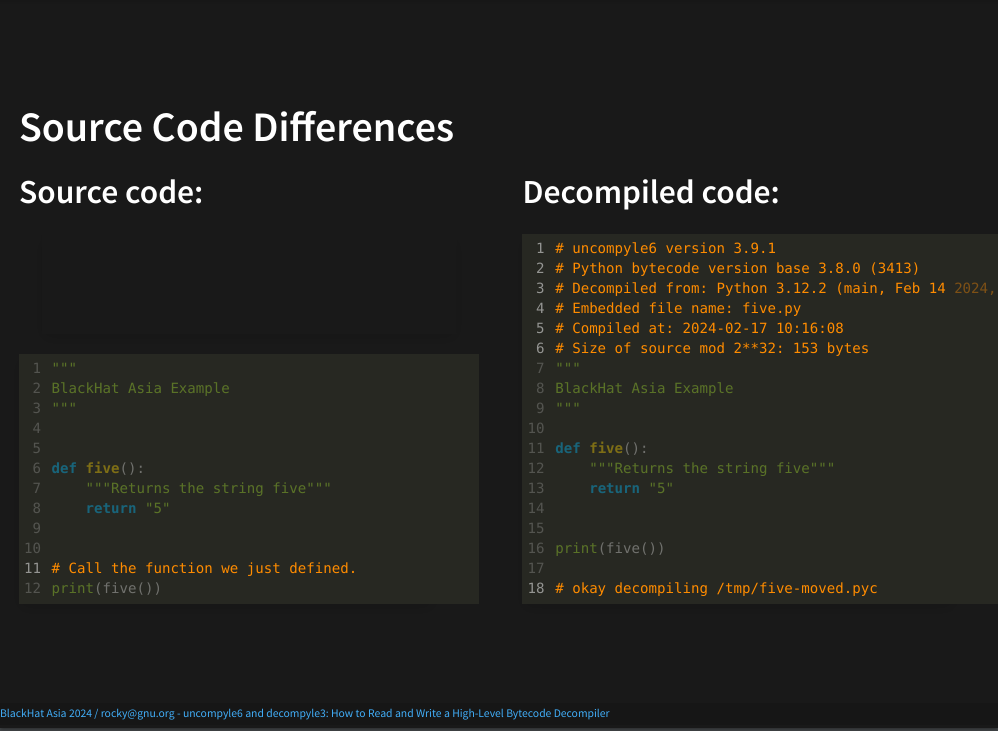 Source Code Differences
Source code:
1 """
2 BlackHat Asia Example
3 """
4
5
6 def five():
7     """Returns the string five"""
8     return "5"
9
10
11 # Call the function we just defined.
12 print(five())
Decompiled code:
1 # uncompyle6 version 3.9.1
2 # Python bytecode version base 3.8.0 (3413)
3 # Decompiled from: Python 3.12.2 (main, Feb 14 2024,
4 # Embedded file name: five.py
5 # Compiled at: 2024-02-17 10:16:08
6 # Size of source mod 2**32: 153 bytes
7 """
8 BlackHat Asia Example
9 """
10
11 def five():
12     """Returns the string five"""
13     return "5"
14
15
16 print(five())
17
18 # okay decompiling /tmp/five-moved.pyc
BlackHat Asia 2024 / rocky@gnu.org - uncompyle6 and decompyle3: How to Read and Write a High-Level Bytecode Decompiler